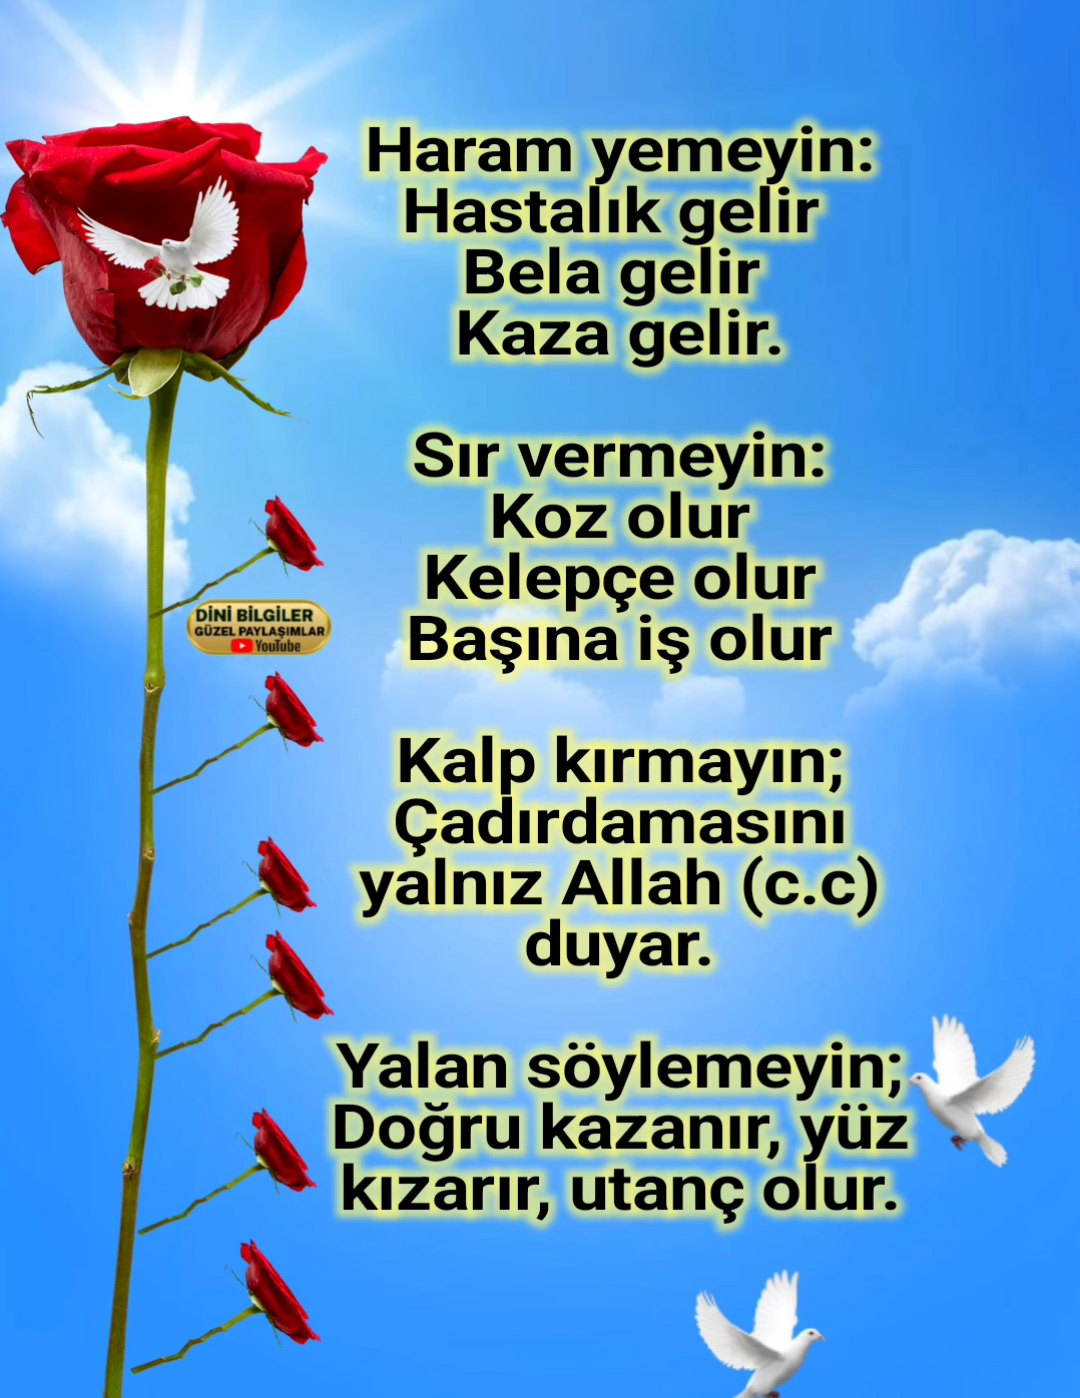 Haram yemeyin:
Hastalık gelir
Bela gelir
Kaza gelir.
Sır vermeyin:
Koz olur
Kelepçe olur
Başına iş olur
DİNİ BİLGİLER
GÜZEL PAYLAŞIMLAR
YouTube
Kalp kırmayın;
Çadırdamasını
yalnız Allah (c.c)
duyar.
Yalan söylemeyin;
Doğru kazanır, yüz
kızarır, utanç olur.